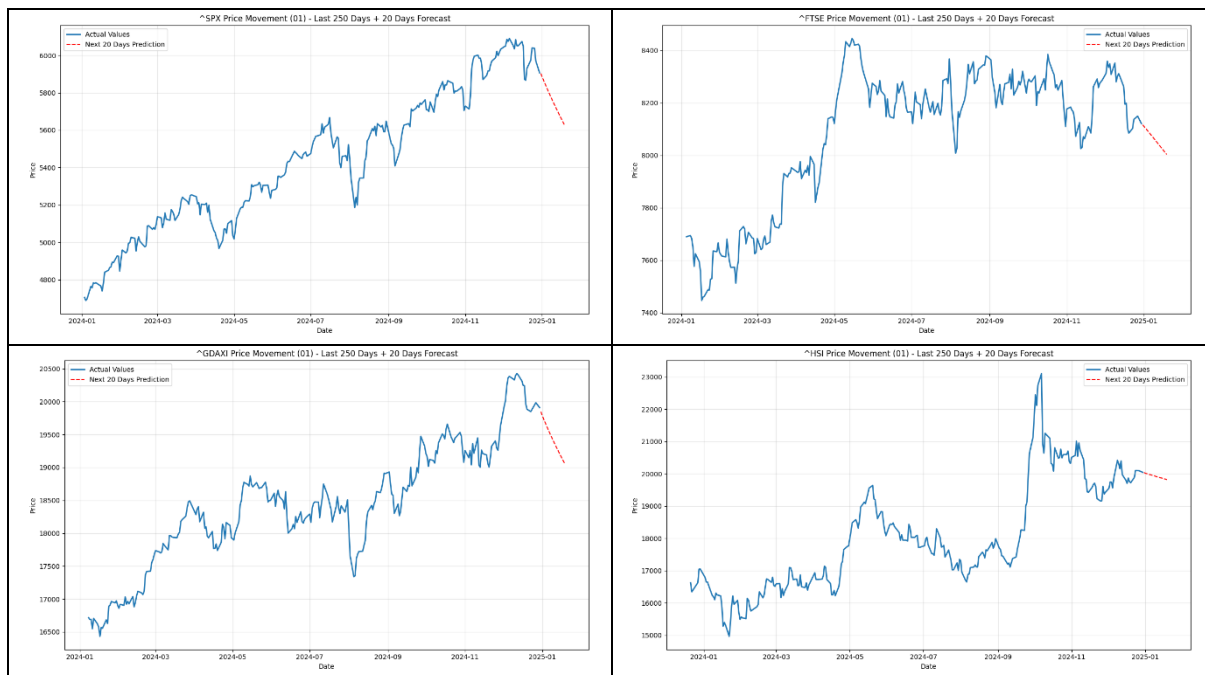 ^SPX Price Movement (01) - Last 250 Days + 20 Days Forecast
Actual Values
Next 20 Days Prediction
6000
5800
5600
5400
5200
5000
4800
Price
2024-01 2024-03 2024-05 2024-07 2024-09 2024-11 2025-01
Date
^FTSE Price Movement (01) - Last 250 Days + 20 Days Forecast
Actual Values
Next 20 Days Prediction
8400
8200
8000
7800
7600
7400
Price
2024-01 2024-03 2024-05 2024-07 2024-09 2024-11 2025-01
Date
^GDAXI Price Movement (01) - Last 250 Days + 20 Days Forecast
Actual Values
Next 20 Days Prediction
20500
20000
19500
19000
18500
18000
17500
17000
16500
Price
2024-01 2024-03 2024-05 2024-07 2024-09 2024-11 2025-01
Date
^HSI Price Movement (01) - Last 250 Days + 20 Days Forecast
Actual Values
Next 20 Days Prediction
23000
22000
21000
20000
19000
18000
17000
16000
15000
Price
2024-01 2024-03 2024-05 2024-07 2024-09 2024-11 2025-01
Date